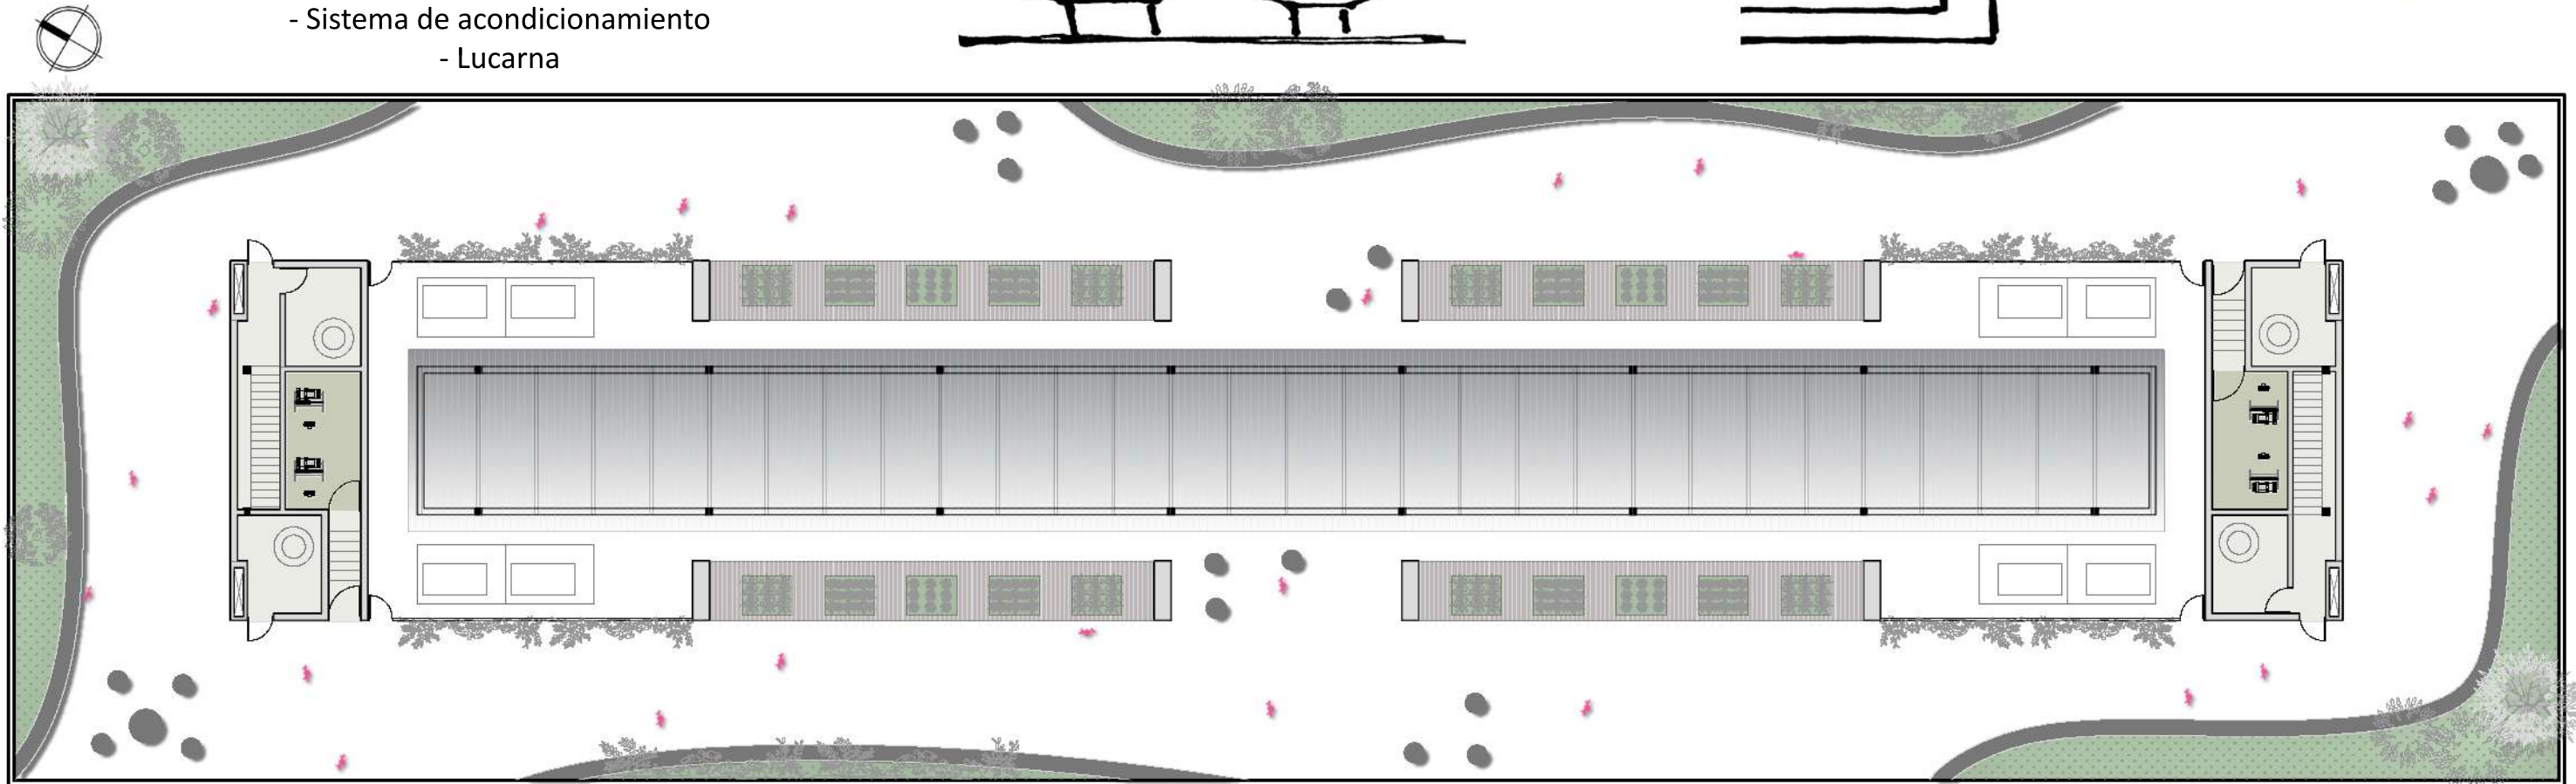 - Sistema de acondicionamiento
- Lucarna